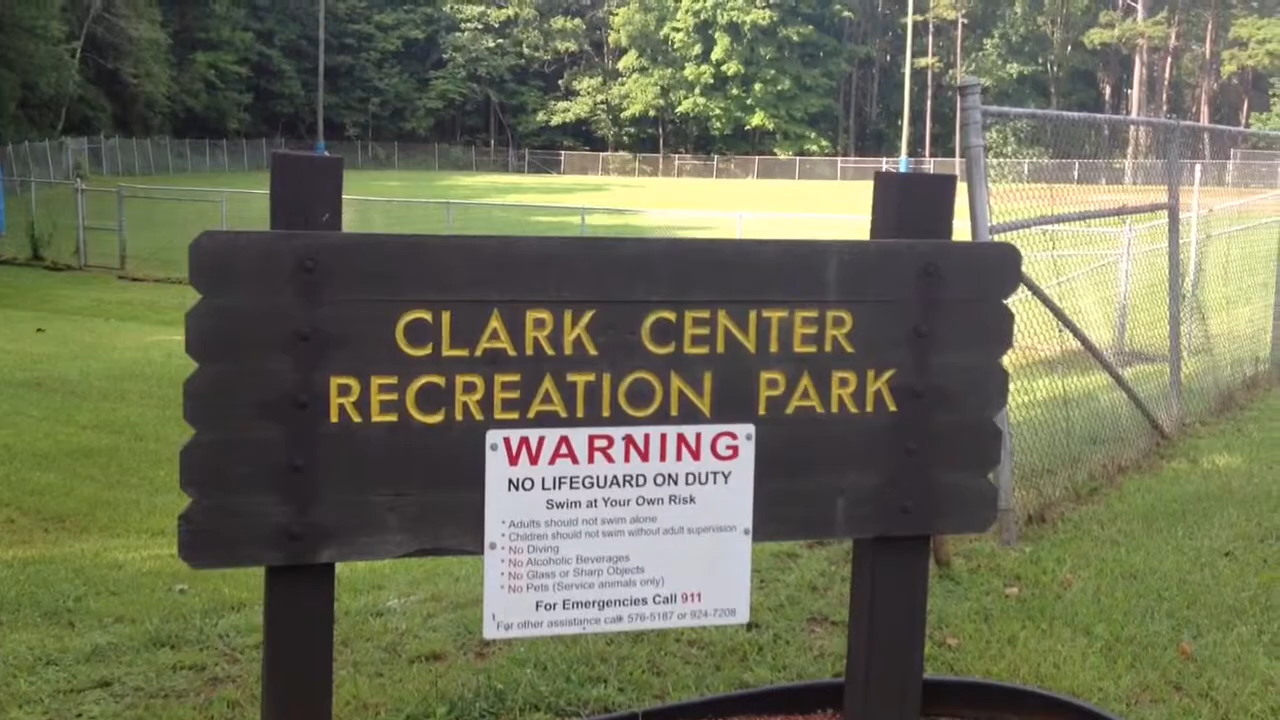 CLARK CENTER
RECREATION PARK
WARNING
NO LIFEGUARD ON DUTY
Swim at Your Own Risk
* Adults should not swim alone
* Children should not swim without adult supervision
* No Diving
* No Alcoholic Beverages
* No Glass or Sharp Objects
* No Pets (Service animals only)
For Emergencies Call 911
For other assistance call: 576-5187 or 924-7208